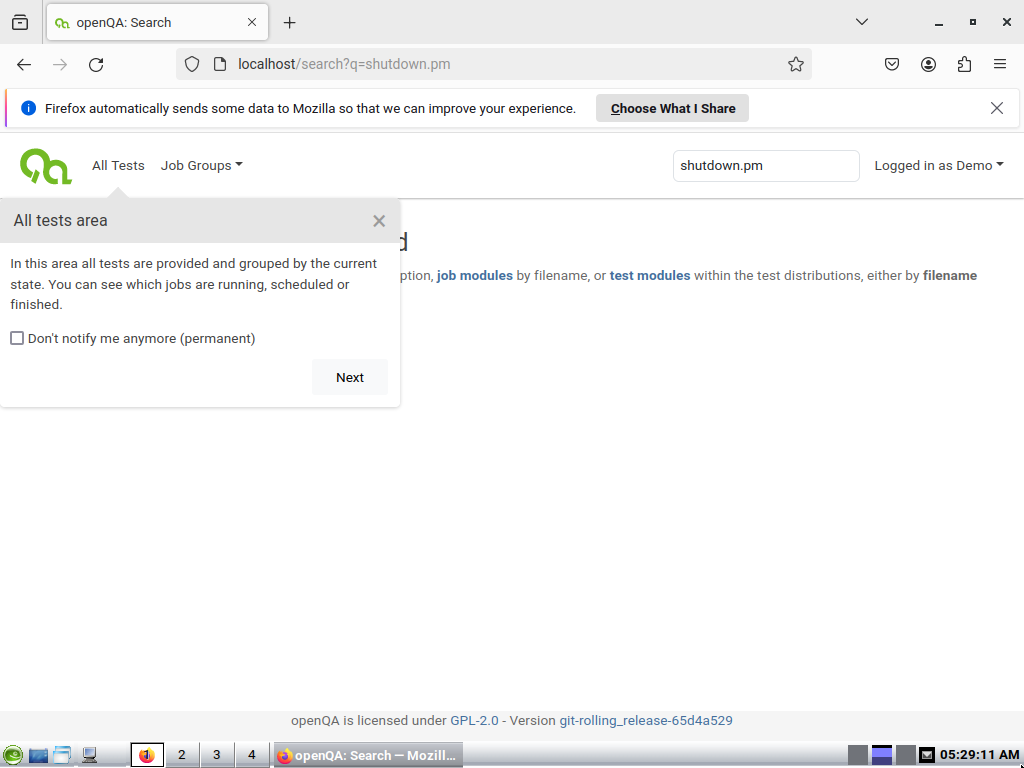 openQA: Search
localhost/search?q=shutdown.pm
Firefox automatically sends some data to Mozilla so that we can improve your experience.
Choose What I Share
All Tests
Job Groups
shutdown.pm
Logged in as Demo
All tests area
In this area all tests are provided and grouped by the current
state. You can see which jobs are running, scheduled or
finished.
Don't notify me anymore (permanent)
Next
job modules by filename, or test modules within the test distributions, either by filename
openQA is licensed under GPL-2.0 - Version git-rolling_release-65d4a529
1
2
3
4
openQA: Search — Mozill...
05:29:11 AM